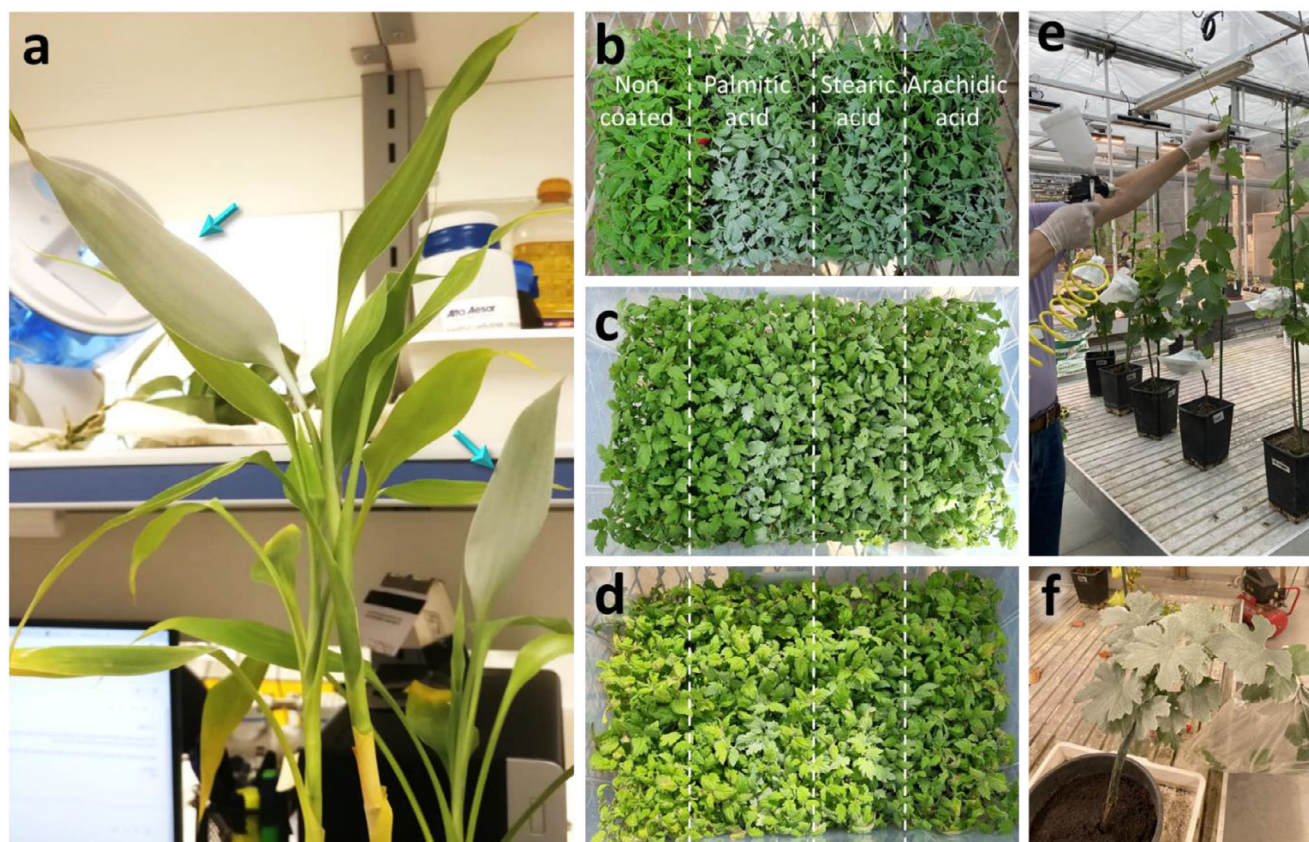 a
b
Non
coated
Palmitic
acid
Stearic
acid
Arachidic
acid
c
d
e
f
Alfa Aesar